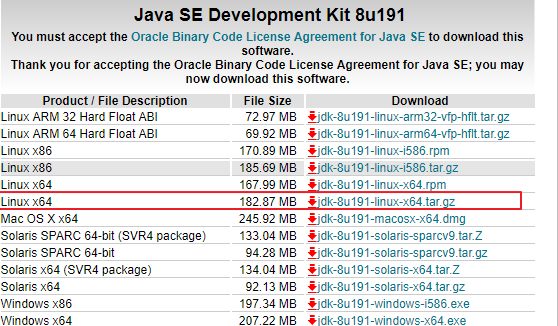 Java SE Development Kit 8u191
You must accept the Oracle Binary Code License Agreement for Java SE to download this
software.
Thank you for accepting the Oracle Binary Code License Agreement for Java SE; you may
now download this software.
Product / File Description File Size Download
Linux ARM 32 Hard Float ABI 72.97 MB jdk-8u191-linux-arm32-vfp-hflt.tar.gz
Linux ARM 64 Hard Float ABI 69.92 MB jdk-8u191-linux-arm64-vfp-hflt.tar.gz
Linux x86 170.89 MB jdk-8u191-linux-i586.rpm
Linux x86 185.69 MB jdk-8u191-linux-i586.tar.gz
Linux x64 167.99 MB jdk-8u191-linux-x64.rpm
Linux x64 182.87 MB jdk-8u191-linux-x64.tar.gz
Mac OS X x64 245.92 MB jdk-8u191-macosx-x64.dmg
Solaris SPARC 64-bit (SVR4 package) 133.04 MB jdk-8u191-solaris-sparcv9.tar.Z
Solaris SPARC 64-bit 94.28 MB jdk-8u191-solaris-sparcv9.tar.gz
Solaris x64 (SVR4 package) 134.04 MB jdk-8u191-solaris-x64.tar.Z
Solaris x64 92.13 MB jdk-8u191-solaris-x64.tar.gz
Windows x86 197.34 MB jdk-8u191-windows-i586.exe
Windows x64 207.22 MB jdk-8u191-windows-x64.exe